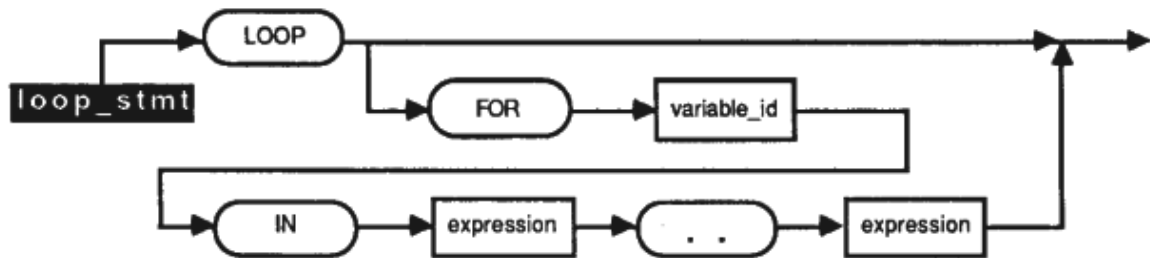 LOOP
loop_stmt
FOR variable_id
IN expression . . expression